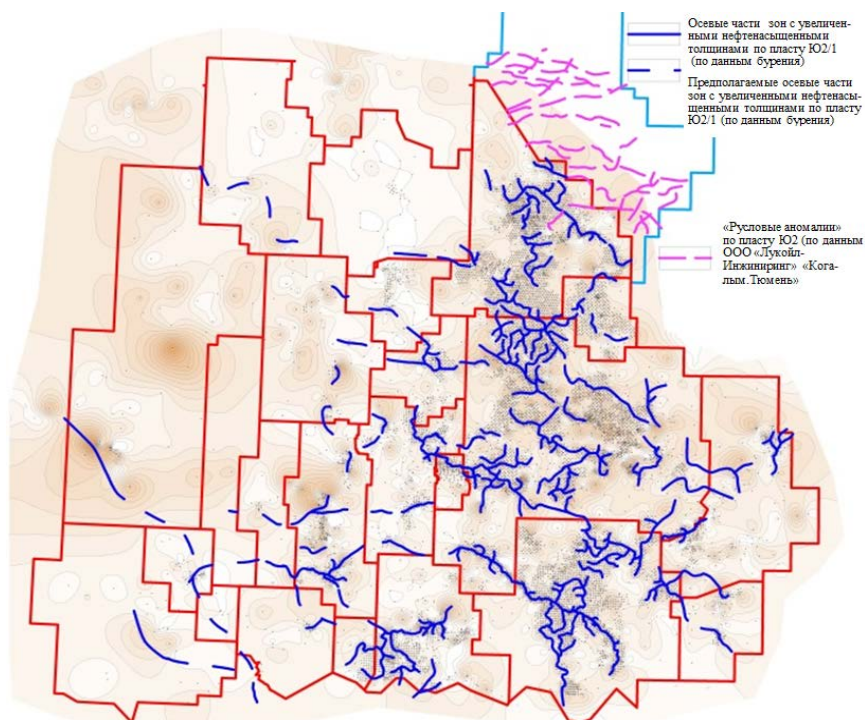 Осевые части зон с увеличен-
ными нефтенасыщенными
толщинами по пласту Ю2/1
(по данным бурения)
Предполагаемые осевые части
зон с увеличенными нефтенасы-
щенными толщинами по пласту
Ю2/1 (по данным бурения)
«Русловые аномалии»
по пласту Ю2 (по данным
ООО «Лукойл-
Инжиниринг» «Кога-
лым.Тюмень»